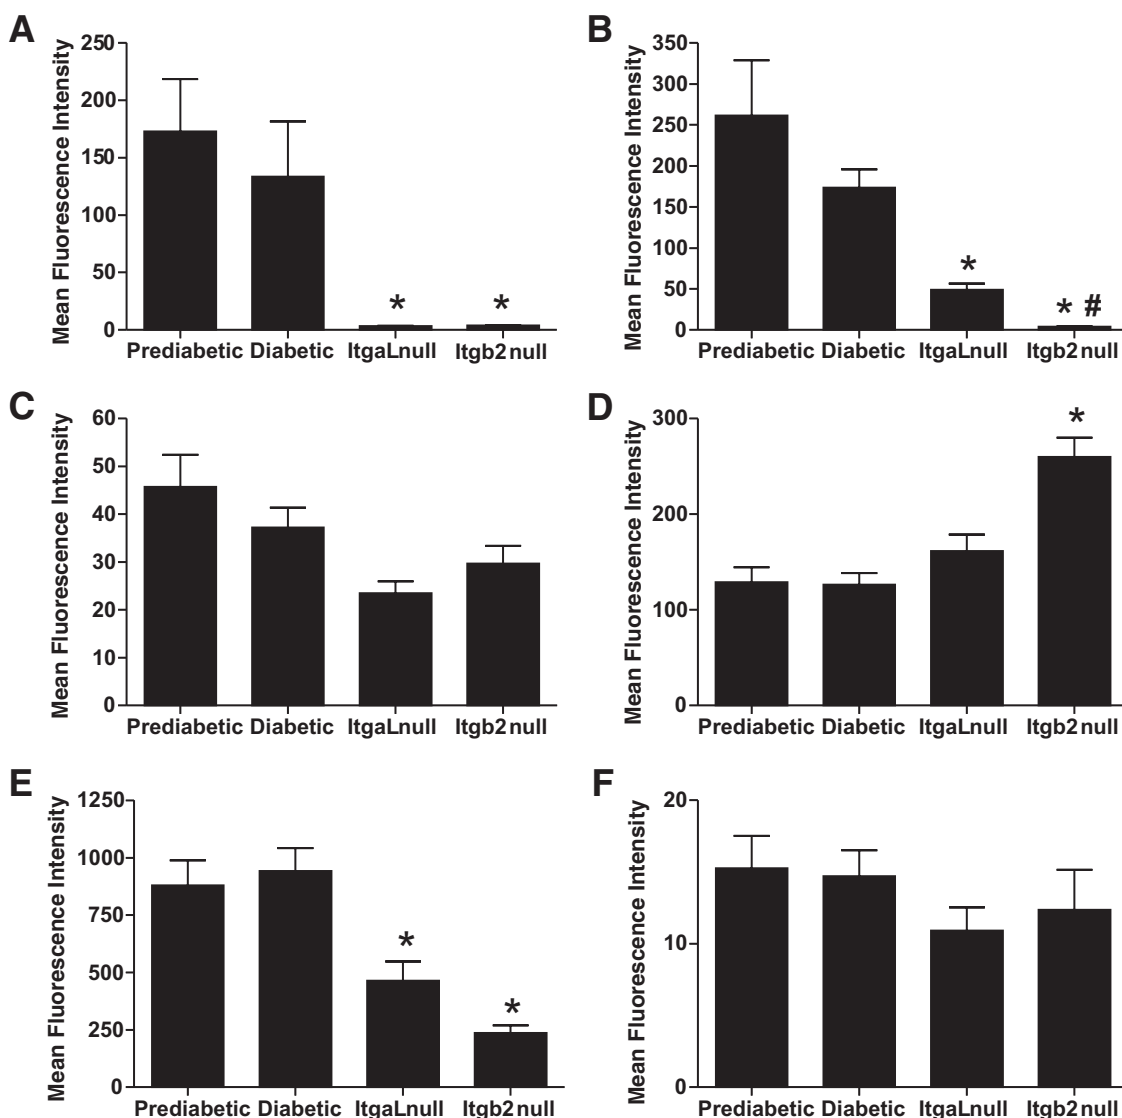 A
Mean Fluorescence Intensity
250
200
150
100
50
0
* *
Prediabetic Diabetic ItgaLnull Itgb2 null
B
Mean Fluorescence Intensity
350
300
250
200
150
100
50
0
* * #
Prediabetic Diabetic ItgaLnull Itgb2 null
C
Mean Fluorescence Intensity
60
50
40
30
20
10
0
Prediabetic Diabetic ItgaLnull Itgb2 null
D
Mean Fluorescence Intensity
300
200
100
0
*
Prediabetic Diabetic ItgaLnull Itgb2 null
E
Mean Fluorescence Intensity
1250
1000
750
500
250
0
* *
Prediabetic Diabetic ItgaLnull Itgb2 null
F
Mean Fluorescence Intensity
20
10
0
Prediabetic Diabetic ItgaLnull Itgb2 null